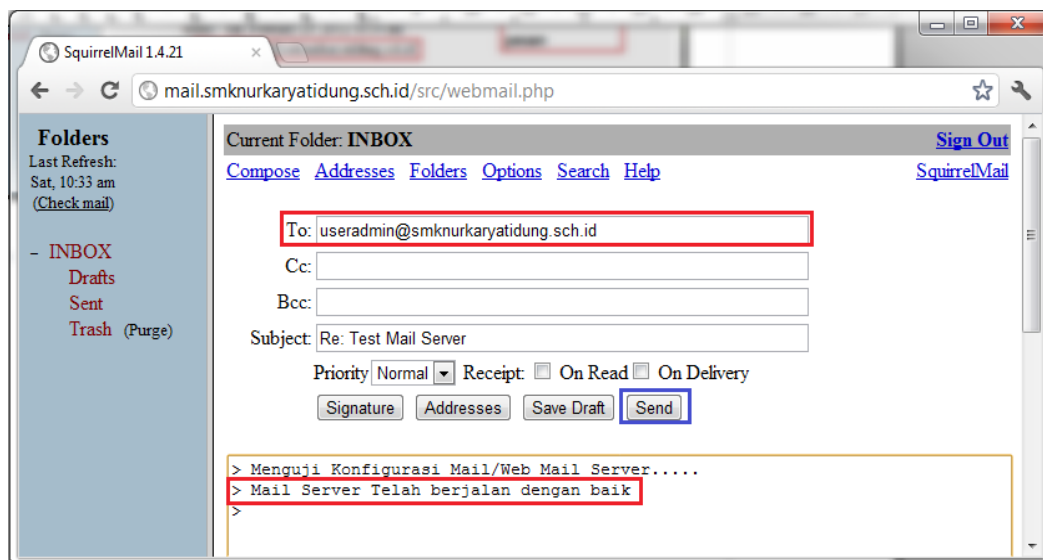 SquirrelMail 1.4.21
mail.smknurkaryatidung.sch.id/src/webmail.php
Folders
Last Refresh:
Sat, 10:33 am
(Check mail)
– INBOX
Drafts
Sent
Trash (Purge)
Current Folder: INBOX Sign Out
Compose Addresses Folders Options Search Help SquirrelMail
To: useradmin@smknurkaryatidung.sch.id
Cc:
Bcc:
Subject: Re: Test Mail Server
Priority Normal Receipt: On Read On Delivery
Signature Addresses Save Draft Send
> Menguji Konfigurasi Mail/Web Mail Server.....
> Mail Server Telah berjalan dengan baik
>